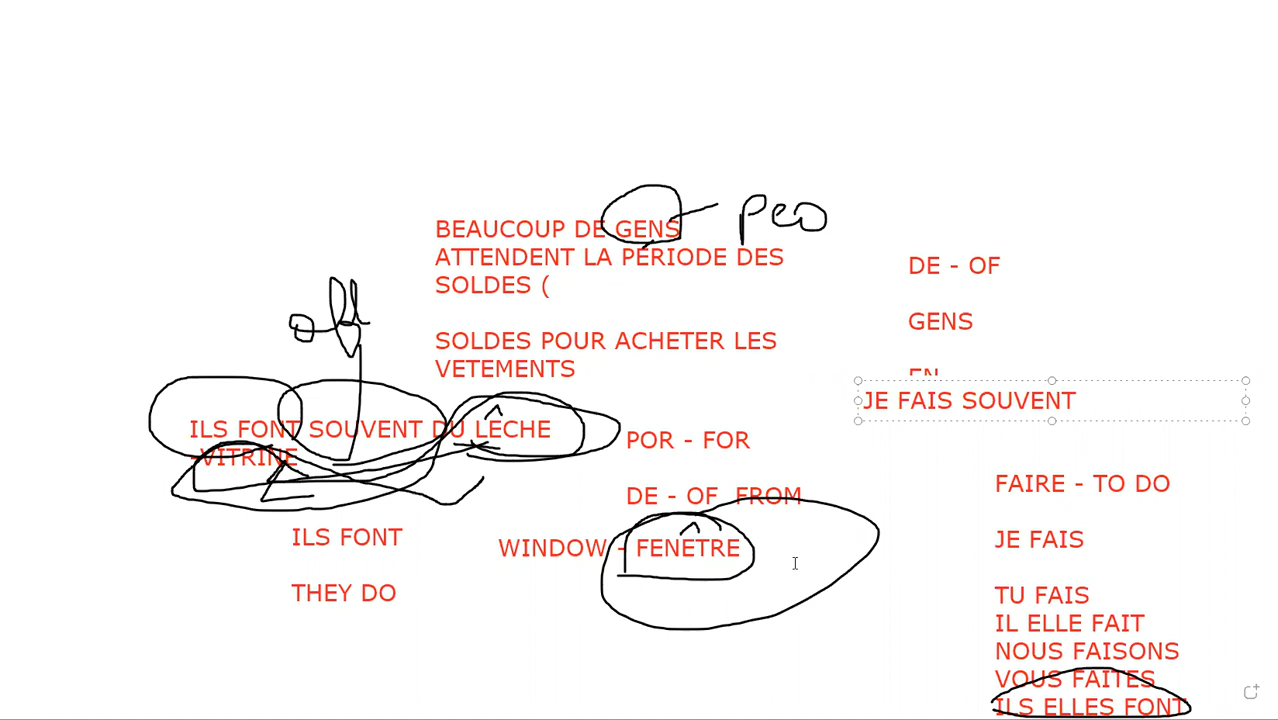 BEAUCOUP DE GENS
ATTENDENT LA PÉRIODE DES
SOLDES (
SOLDES POUR ACHETER LES
VETEMENTS
peo
ILS FONT SOUVENT DU LECHE
-VITRINE
ILS FONT
THEY DO
POR - FOR
DE - OF FROM
WINDOW - FENETRE
DE - OF
GENS
EN
JE FAIS SOUVENT
FAIRE - TO DO
JE FAIS
TU FAIS
IL ELLE FAIT
NOUS FAISONS
VOUS FAITES
ILS ELLES FONT